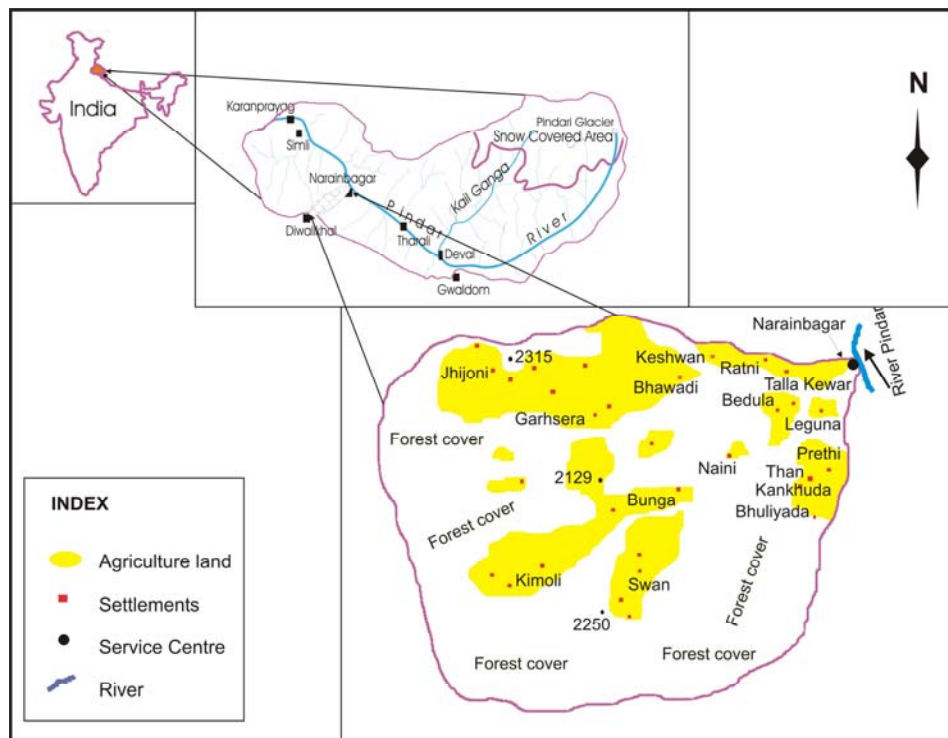 India
N
Karanprayag
Simli
Pindari Glacier
Snow Covered Area
Narainbagar
Kail Ganga
Pindar
River
Diwalikhal
Tharali
Deval
Gwaldom
Narainbagar
River Pindar
2315
Keshwan
Ratni
Jhijoni
Bhawadi
Talla Kewar
Bedula
Garhsera
Leguna
Forest cover
Prethi
Naini
Than
2129
Kankhuda
Bunga
Bhuliyada
Forest cover
Kimoli
Swan
Forest cover
2250
Forest cover
Forest cover
INDEX
Agriculture land
Settlements
Service Centre
River